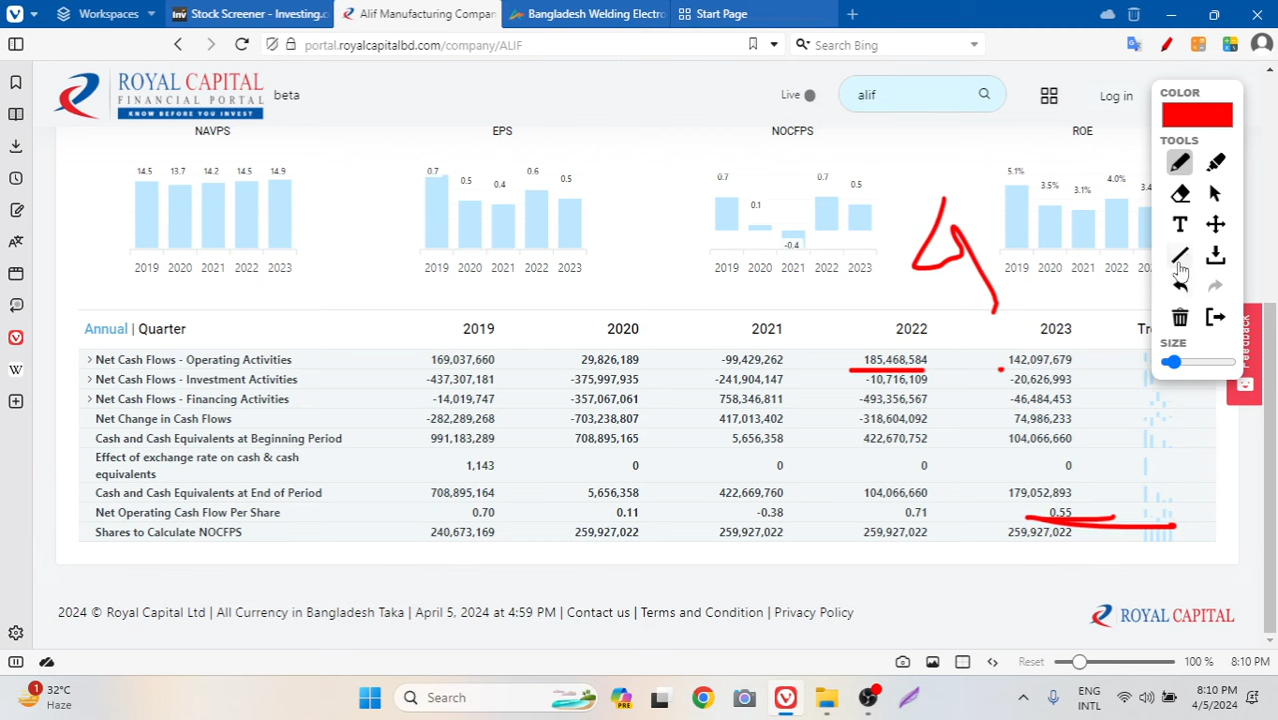 Workspaces
Stock Screener - Investing.c
Alif Manufacturing Compan
Bangladesh Welding Electro
Start Page
portal.royalcapitalbd.com/company/ALIF
Search Bing
ROYAL CAPITAL
FINANCIAL PORTAL
KNOW BEFORE YOU INVEST
beta
Live
alif
Log in
COLOR
TOOLS
SIZE
NAVPS EPS NOCFPS ROE
14.5 13.7 14.2 14.5 14.9
2019 2020 2021 2022 2023
0.7 0.5 0.4 0.6 0.5
2019 2020 2021 2022 2023
0.7 0.1 -0.4 0.7 0.5
2019 2020 2021 2022 2023
5.1% 3.5% 3.1% 4.0% 3.4
2019 2020 2021 2022
Annual | Quarter 2019 2020 2021 2022 2023
Net Cash Flows - Operating Activities 169,037,660 29,826,189 -99,429,262 185,468,584 142,097,679
Net Cash Flows - Investment Activities -437,307,181 -375,997,935 -241,904,147 -10,716,109 -20,626,993
Net Cash Flows - Financing Activities -14,019,747 -357,067,061 758,346,811 -493,356,567 -46,484,453
Net Change in Cash Flows -282,289,268 -703,238,807 417,013,402 -318,604,092 74,986,233
Cash and Cash Equivalents at Beginning Period 991,183,289 708,895,165 5,656,358 422,670,752 104,066,660
Effect of exchange rate on cash & cash
equivalents 1,143 0 0 0 0
Cash and Cash Equivalents at End of Period 708,895,164 5,656,358 422,669,760 104,066,660 179,052,893
Net Operating Cash Flow Per Share 0.70 0.11 -0.38 0.71 0.55
Shares to Calculate NOCFPS 240,673,169 259,927,022 259,927,022 259,927,022 259,927,022
Feedback
2024 © Royal Capital Ltd | All Currency in Bangladesh Taka | April 5, 2024 at 4:59 PM | Contact us | Terms and Condition | Privacy Policy
ROYAL CAPITAL
Reset
100 %
8:10 PM
1
32°C
Haze
Search
PRE
ENG
INTL
8:10 PM
4/5/2024